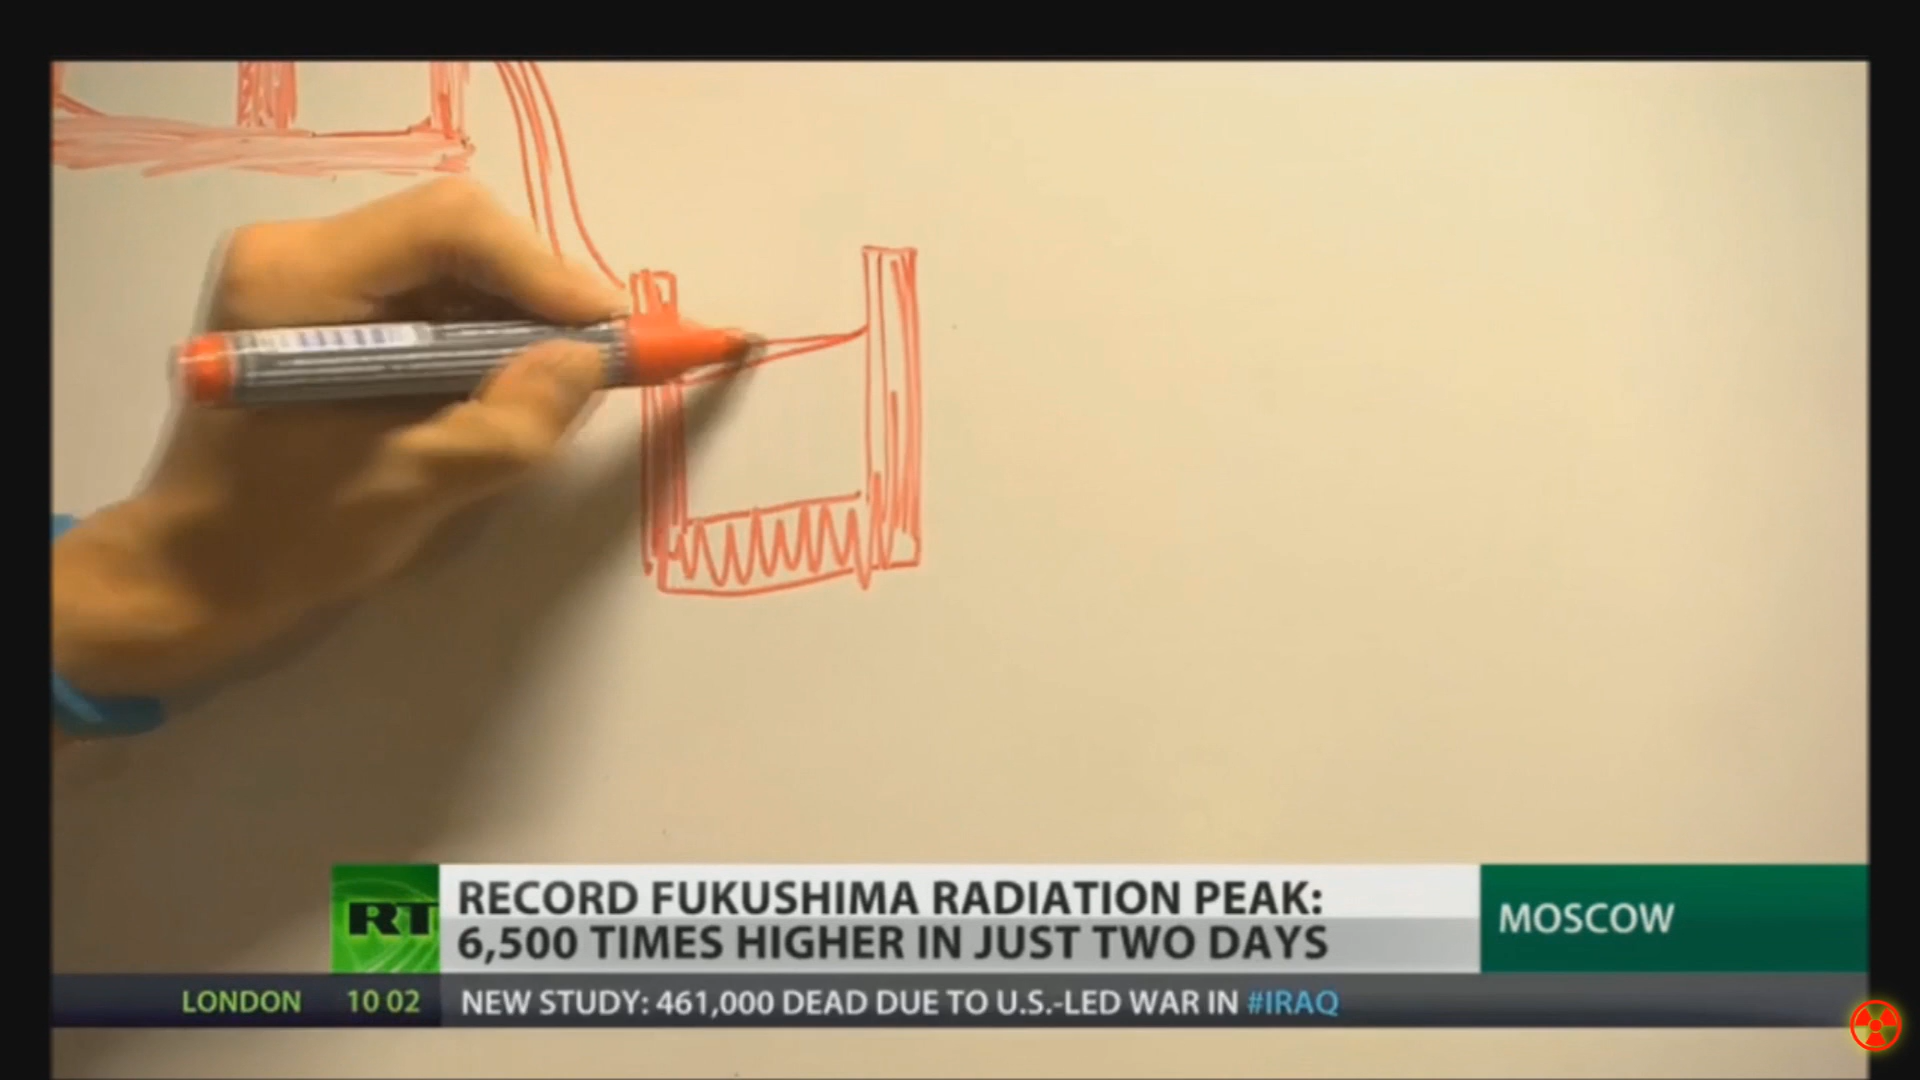 RT
RECORD FUKUSHIMA RADIATION PEAK:
6,500 TIMES HIGHER IN JUST TWO DAYS
MOSCOW
LONDON 10 02
NEW STUDY: 461,000 DEAD DUE TO U.S.-LED WAR IN #IRAQ